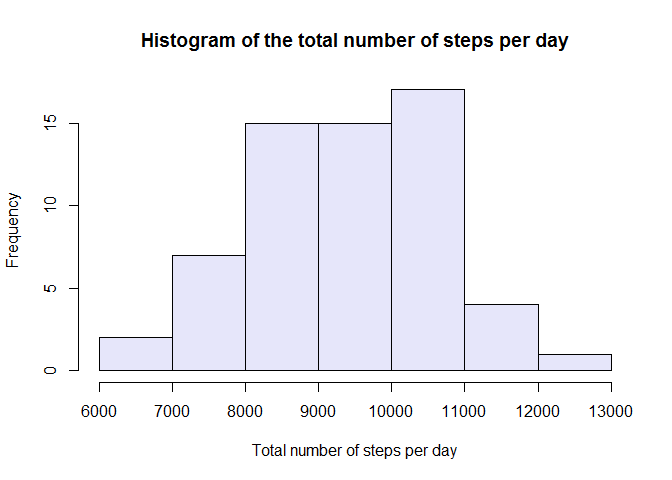 Histogram of the total number of steps per day
Frequency
15
10
5
0
6000 7000 8000 9000 10000 11000 12000 13000
Total number of steps per day